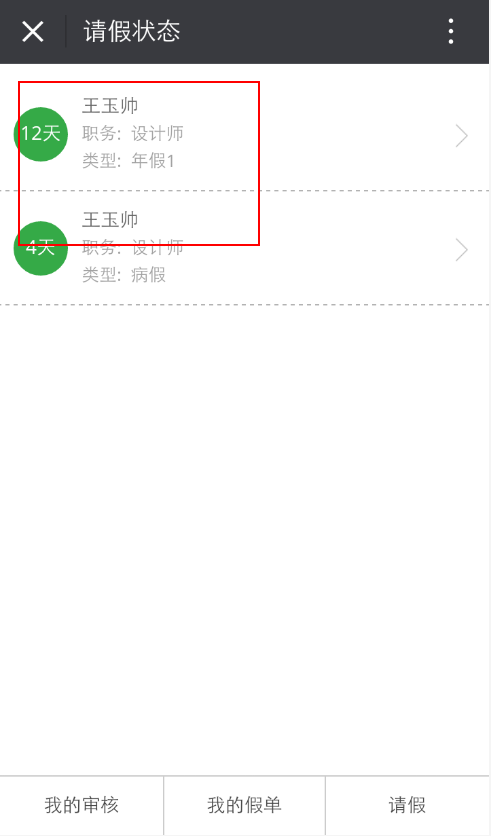 请假状态
王玉帅
12天
职务: 设计师
类型: 年假1
王玉帅
4天
职务: 设计师
类型: 病假
我的审核
我的假单
请假